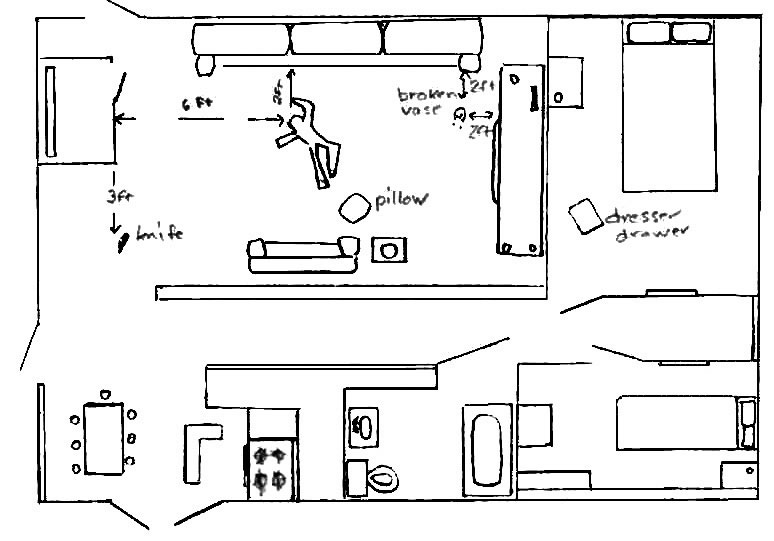 2ft
broken
vase
2ft
2ft
6 Ft
3ft
knife
pillow
dresser
drawer